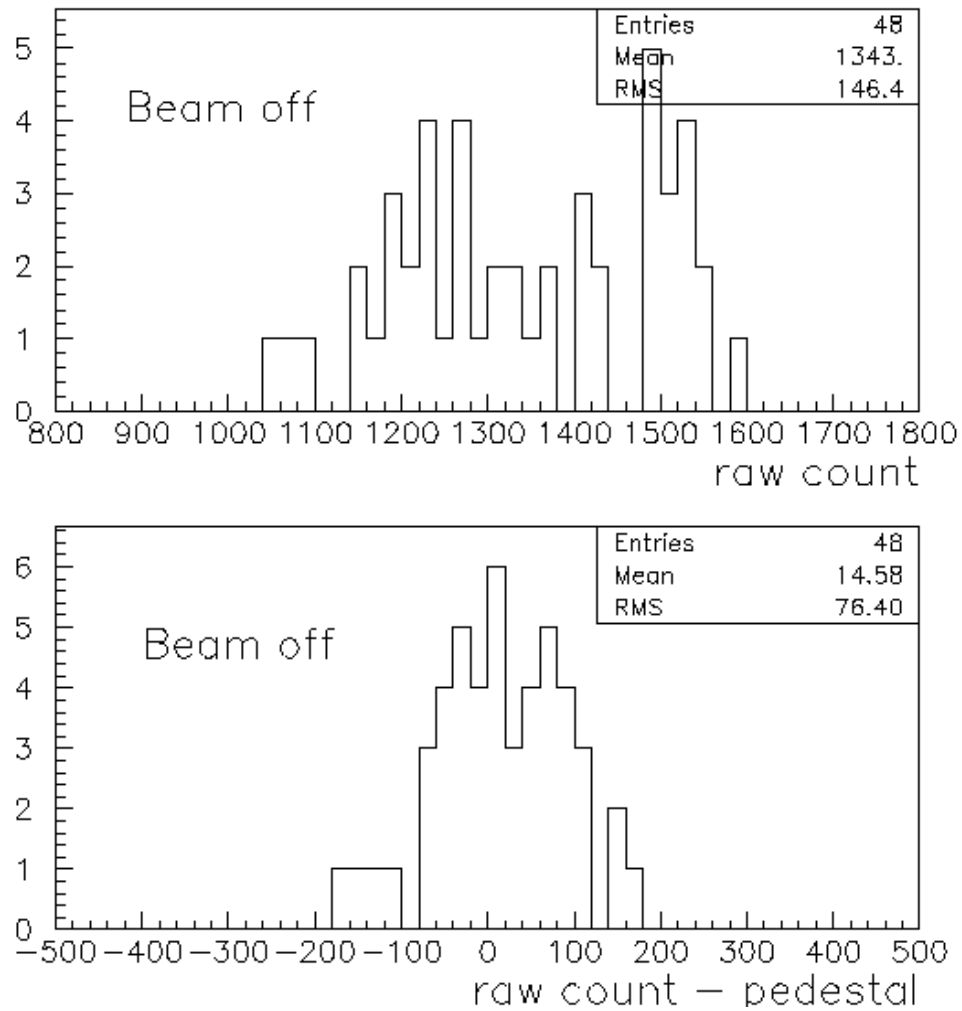 Entries 48
Mean 1343.
RMS 146.4
Beam off
5
4
3
2
1
0
800 900 1000 1100 1200 1300 1400 1500 1600 1700 1800
raw count
Entries 48
Mean 14.58
RMS 76.40
Beam off
6
5
4
3
2
1
0
−500 −400 −300 −200 −100 0 100 200 300 400 500
raw count − pedestal